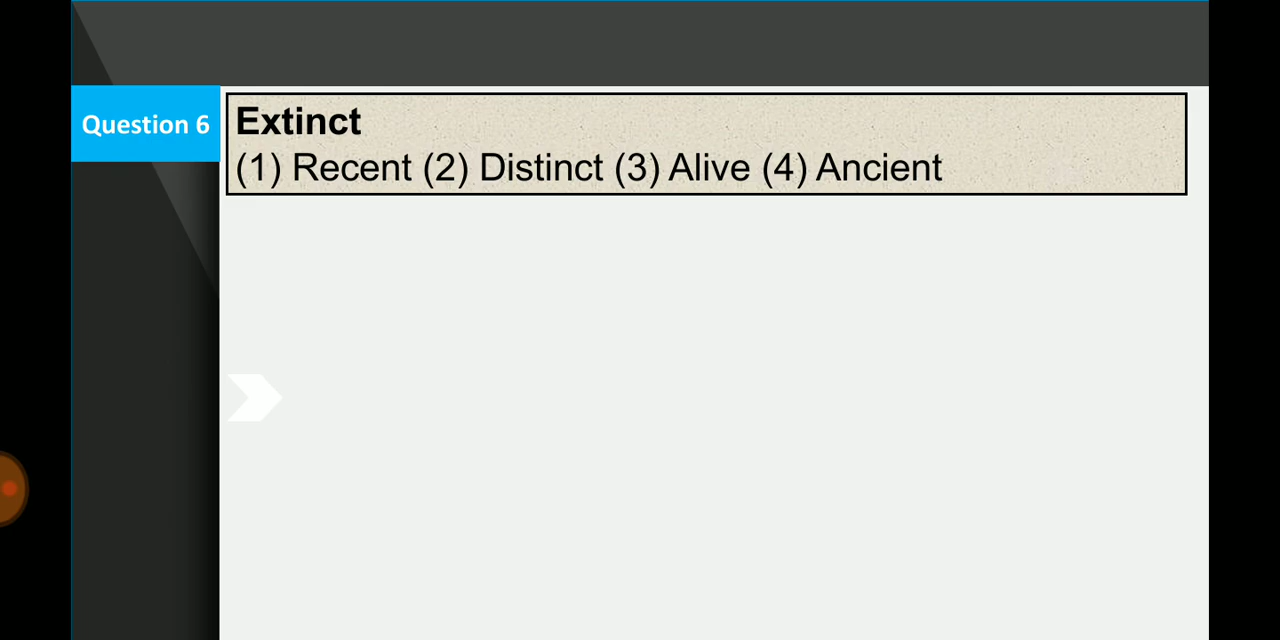 Question 6
Extinct
(1) Recent (2) Distinct (3) Alive (4) Ancient